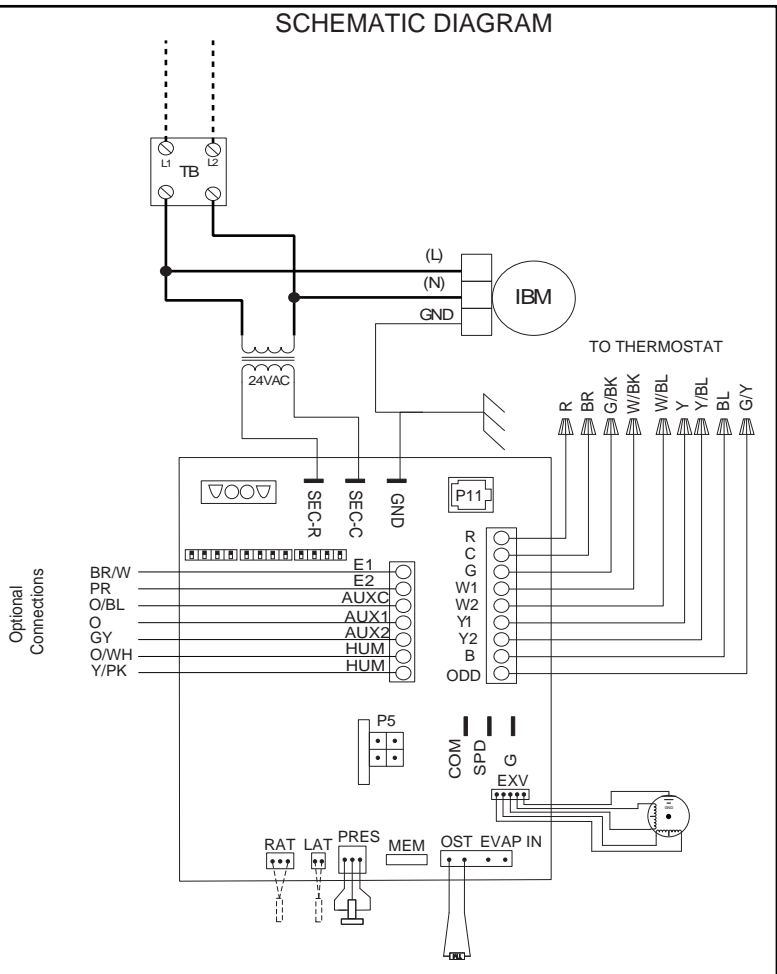 SCHEMATIC DIAGRAM
L1
L2
TB
(L)
(N)
GND
IBM
24VAC
TO THERMOSTAT
R
BR
G/BK
W/BK
W/BL
Y
Y/BL
BL
G/Y
SEC-R
SEC-C
GND
P11
Optional
Connections
BR/W
PR
O/BL
O
GY
O/WH
Y/PK
E1
E2
AUXC
AUX1
AUX2
HUM
HUM
R
C
G
W1
W2
Y1
Y2
B
ODD
P5
COM
SPD
G
EXV
GND
RAT
LAT
PRES
MEM
OST
EVAP IN